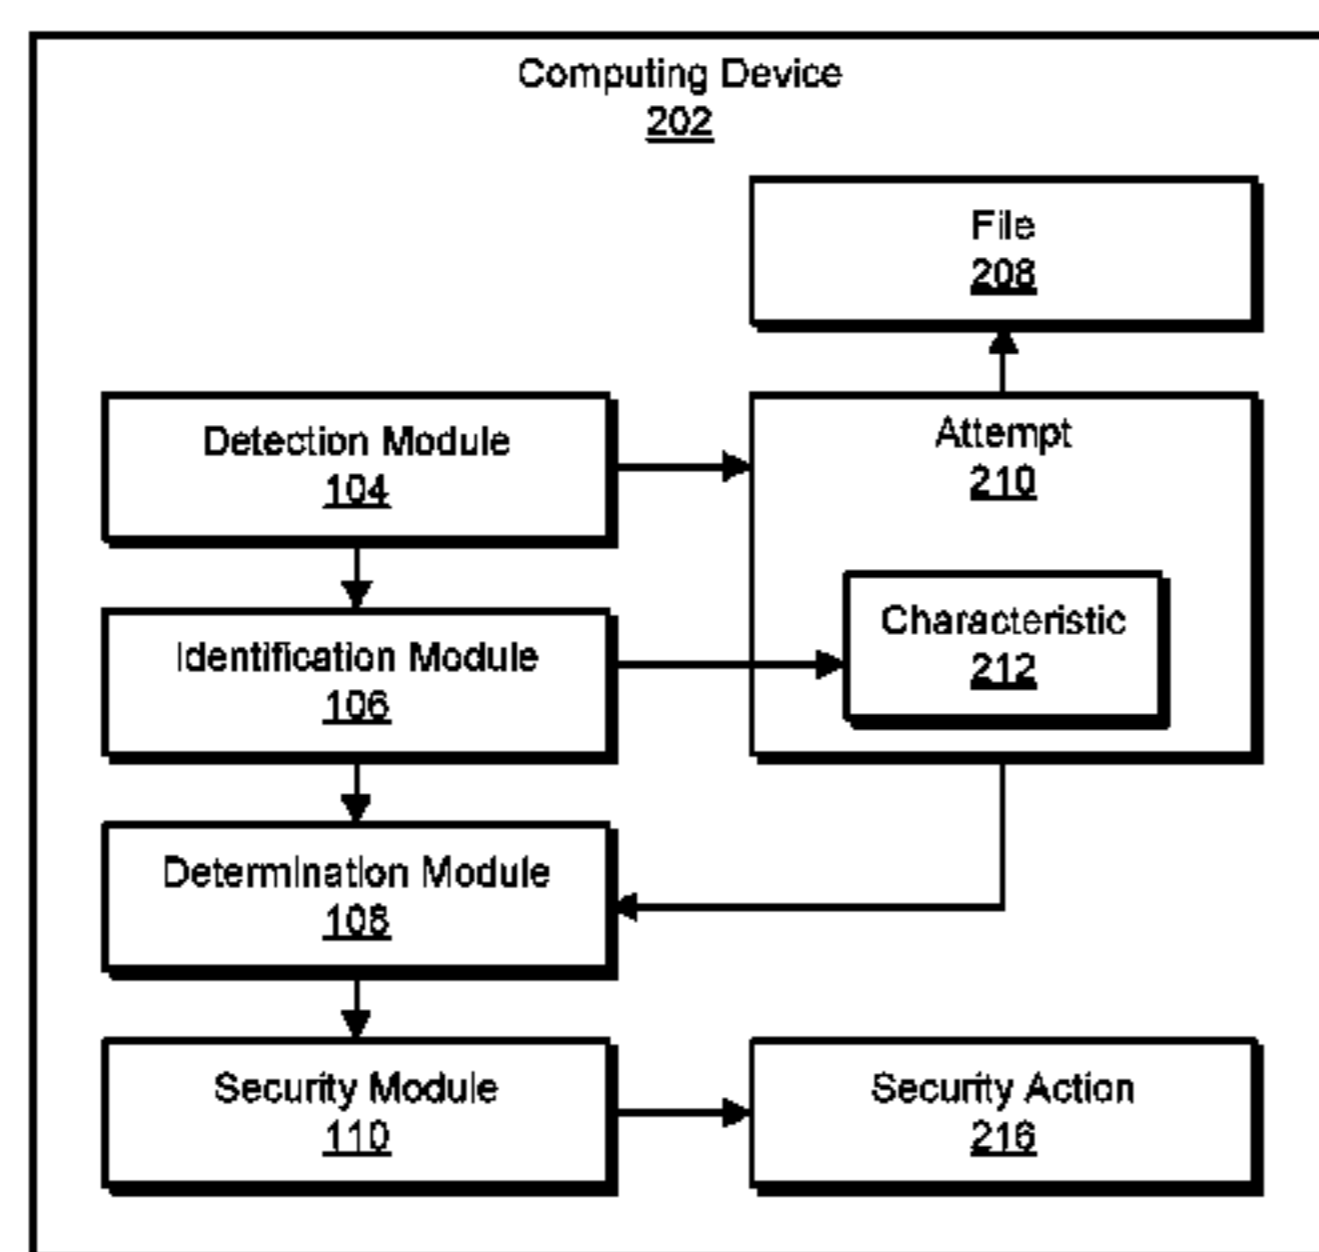 Computing Device
202
File
208
Detection Module
104
Attempt
210
Identification Module
106
Characteristic
212
Determination Module
108
Security Module
110
Security Action
216